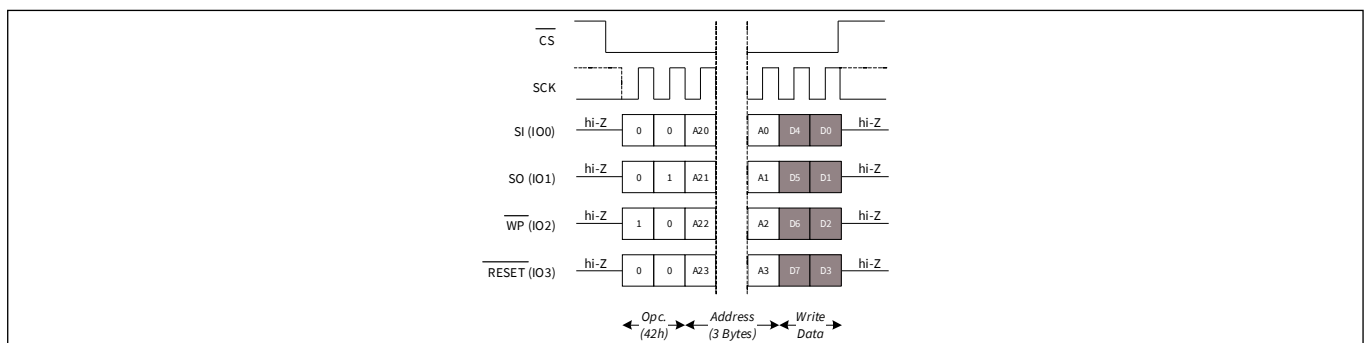 CS
SCK
SI (IO0) hi-Z 0 0 A20 A0 D4 D0 hi-Z
SO (IO1) hi-Z 0 1 A21 A1 D5 D1 hi-Z
WP (IO2) hi-Z 1 0 A22 A2 D6 D2 hi-Z
RESET (IO3) hi-Z 0 0 A23 A3 D7 D3 hi-Z
Opc. Address Write
(42h) (3 Bytes) Data